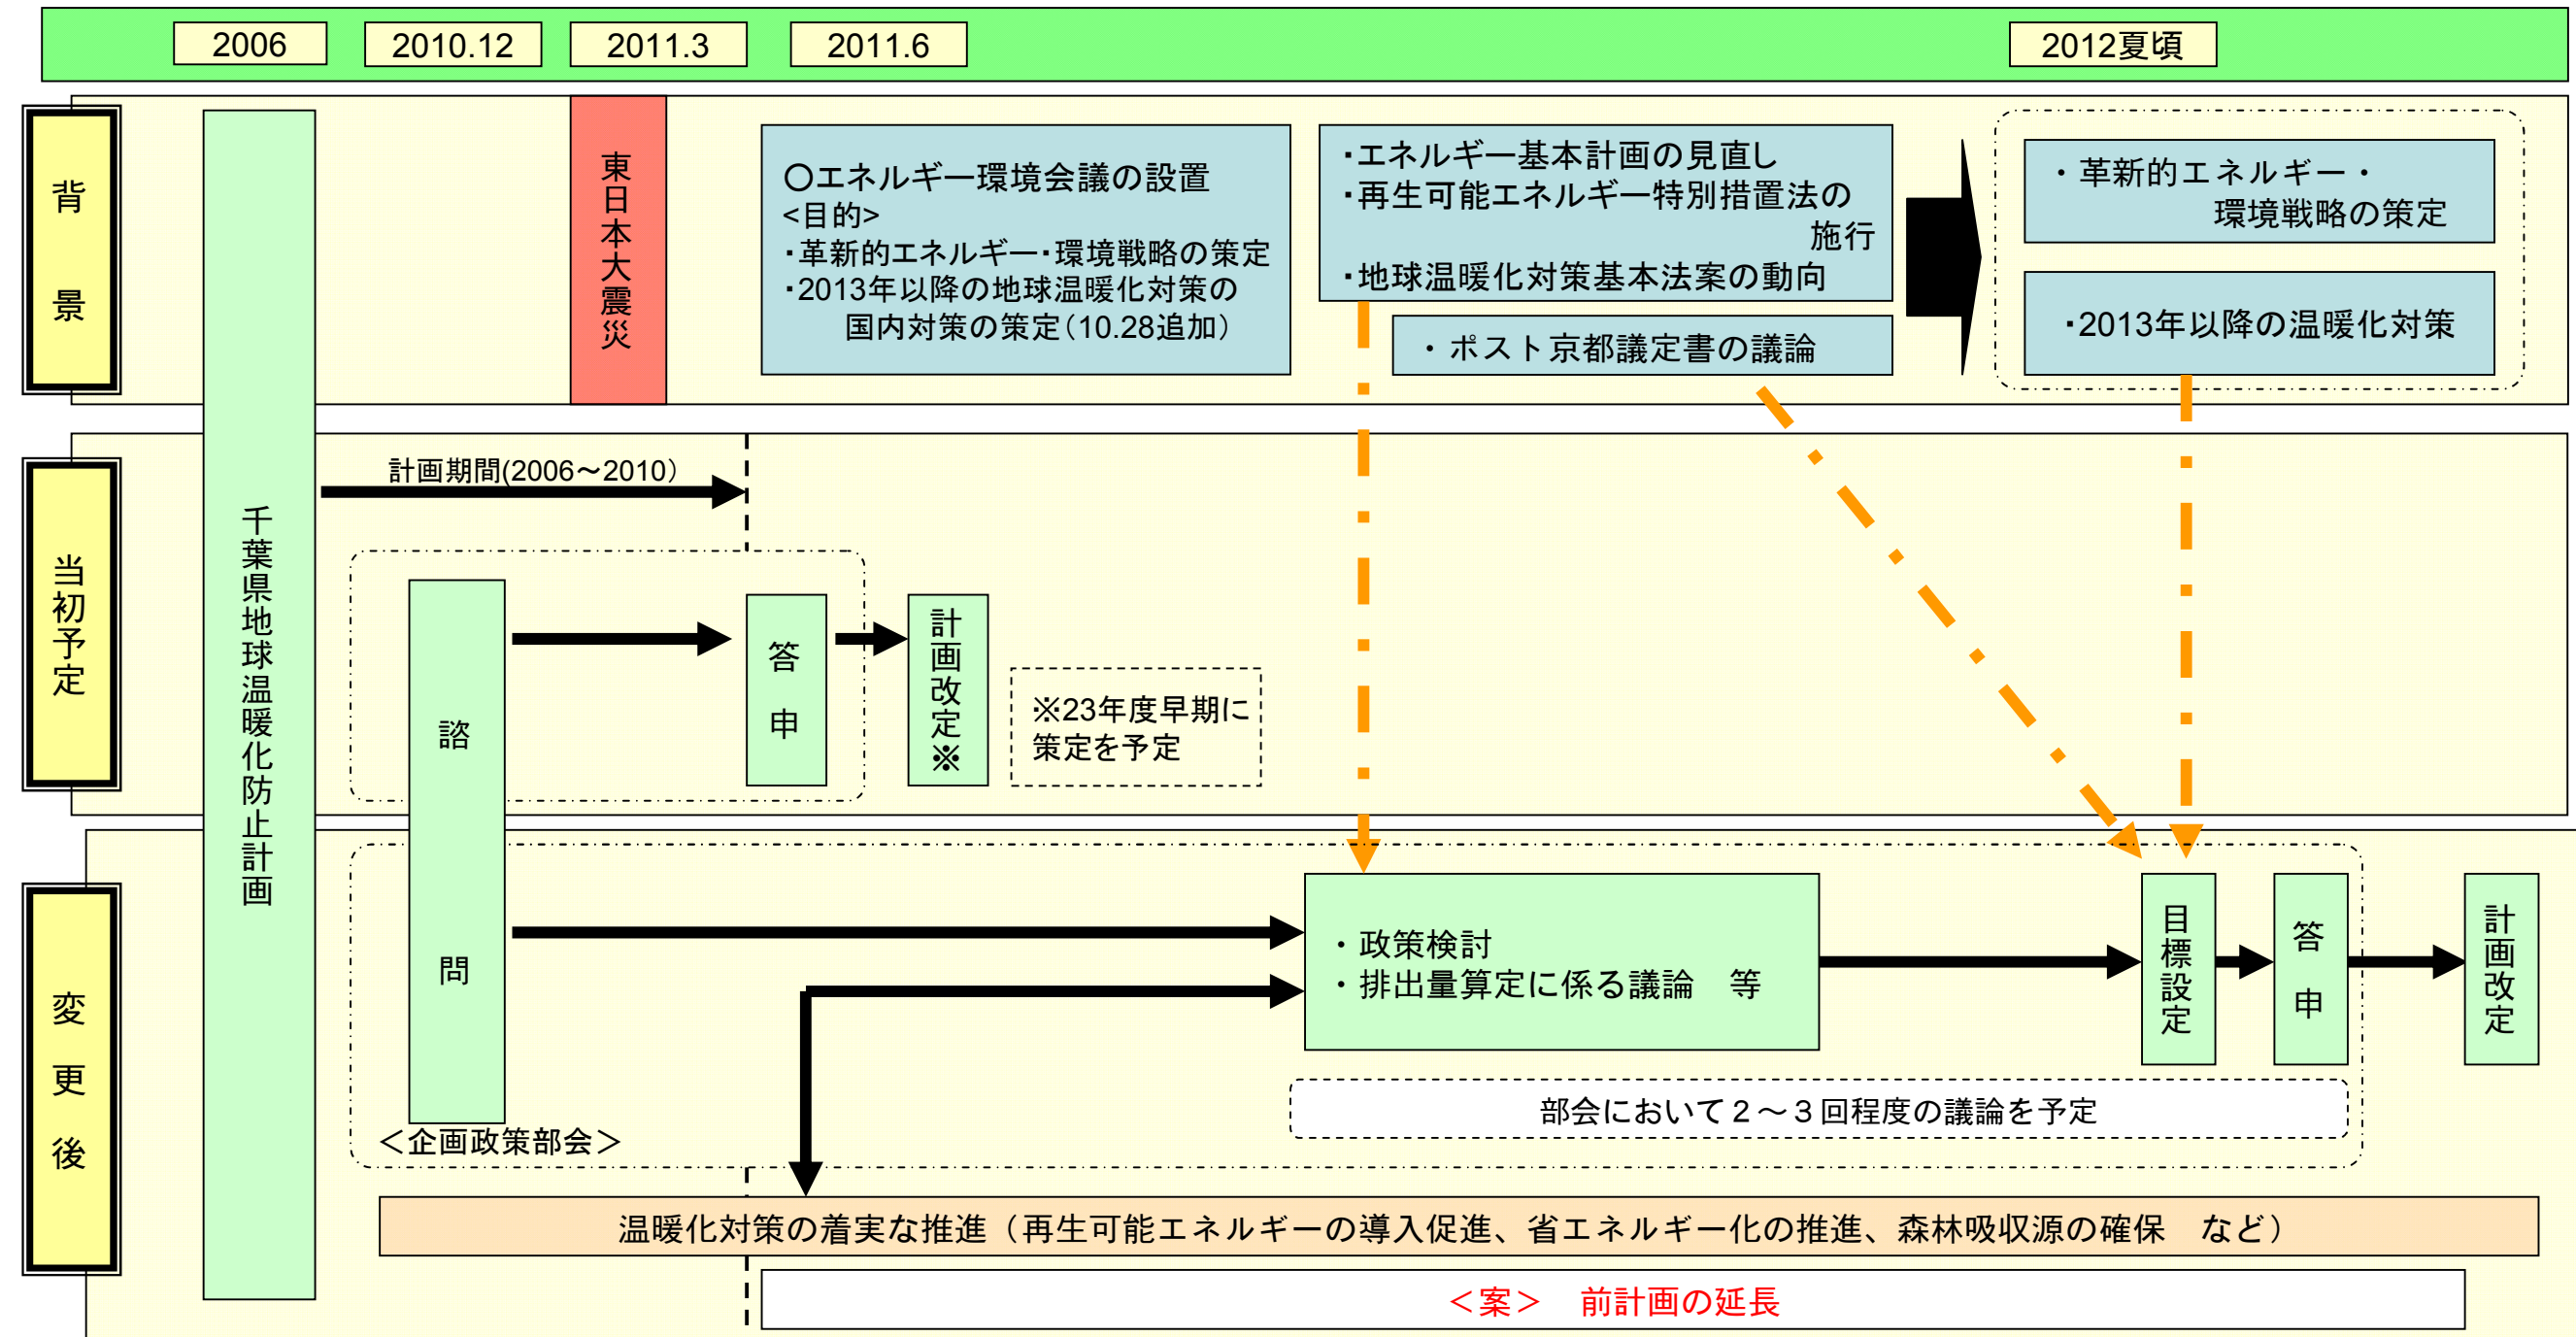 2006
2010.12
2011.3
2011.6
2012夏頃
背景
千葉県地球温暖化防止計画
東日本大震災
〇エネルギー環境会議の設置
<目的>
・革新的エネルギー・環境戦略の策定
・2013年以降の地球温暖化対策の
国内対策の策定（10.28追加）
・エネルギー基本計画の見直し
・再生可能エネルギー特別措置法の
施行
・地球温暖化対策基本法案の動向
・ポスト京都議定書の議論
・革新的エネルギー・
環境戦略の策定
・2013年以降の温暖化対策
当初予定
計画期間(2006～2010）
諮問
答申
計画改定※
※23年度早期に
策定を予定
変更後
・政策検討
・排出量算定に係る議論　等
目標設定
答申
計画改定
部会において２～３回程度の議論を予定
＜企画政策部会＞
温暖化対策の着実な推進（再生可能エネルギーの導入促進、省エネルギー化の推進、森林吸収源の確保　など）
＜案＞　前計画の延長